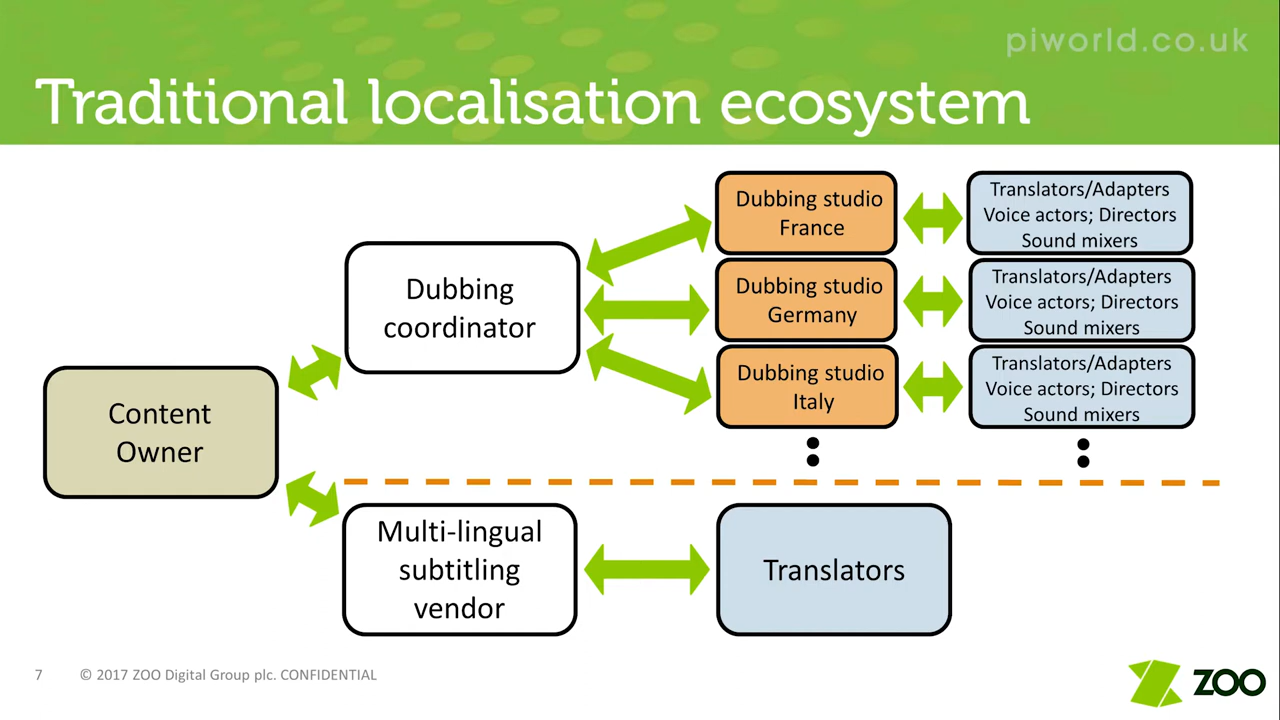 piworld.co.uk
Traditional localisation ecosystem
Content
Owner
Dubbing
coordinator
Dubbing studio
France
Translators/Adapters
Voice actors; Directors
Sound mixers
Dubbing studio
Germany
Translators/Adapters
Voice actors; Directors
Sound mixers
Dubbing studio
Italy
Translators/Adapters
Voice actors; Directors
Sound mixers
Multi-lingual
subtitling
vendor
Translators
7 © 2017 ZOO Digital Group plc. CONFIDENTIAL
ZOO